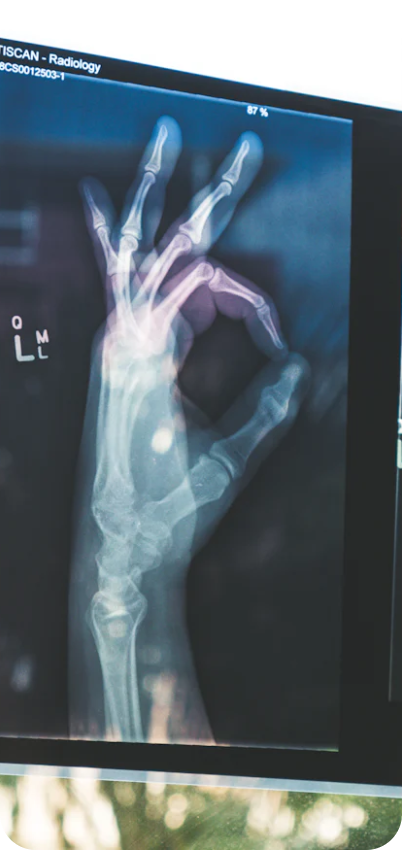 TISCAN - Radiology
8CS0012503-1
87 %
Q
L M
L